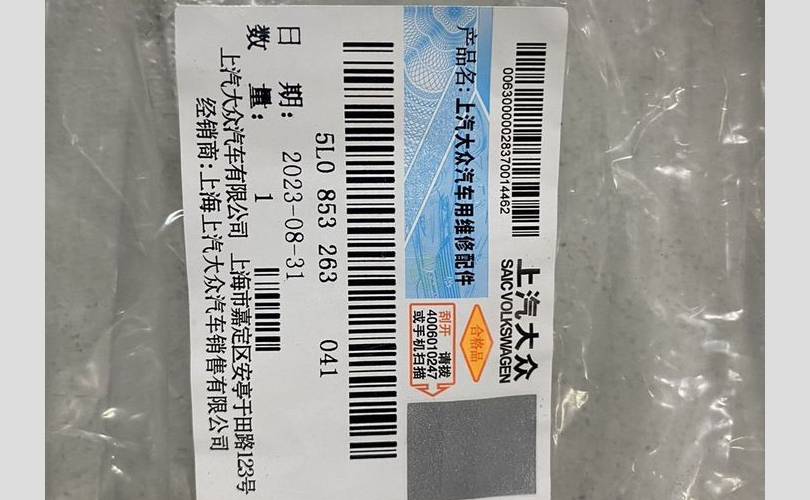 00630000028370014462
上汽大众
SAIC VOLKSWAGEN
产品名：上汽大众汽车用维修配件
合格品
刮开 请拨
4006010247
或手机扫描
5L0 853 263 041
日 期： 2023-08-31
数 量： 1
上汽大众汽车有限公司 上海市嘉定区安亭于田路123号
经销商：上海上汽大众汽车销售有限公司